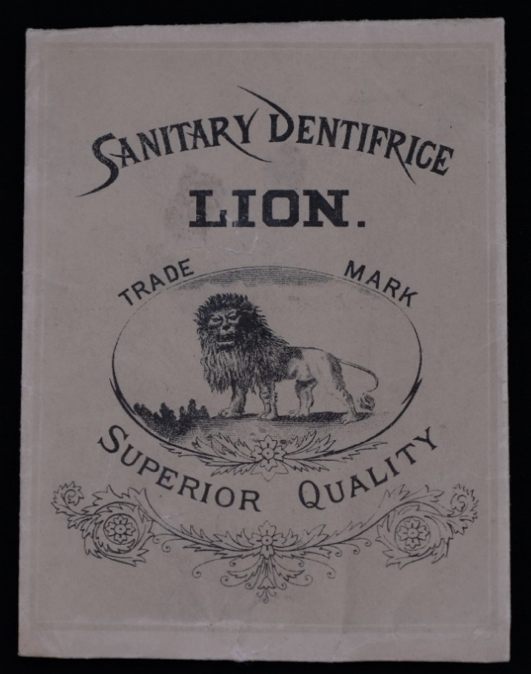 SANITARY DENTIFRICE
LION.
TRADE MARK
SUPERIOR QUALITY